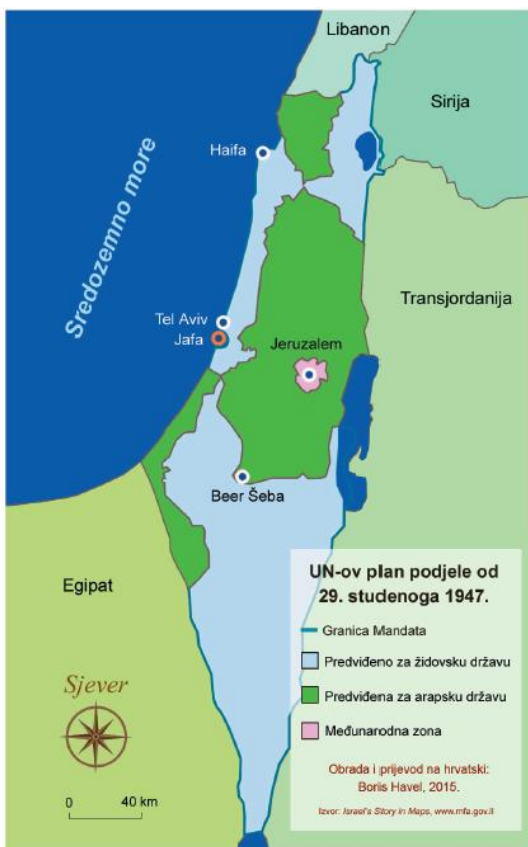 Libanon
Sirija
Haifa
Sredozemno more
Tel Aviv
Jafa
Transjordanija
Jeruzalem
Beer Šeba
Egipat
Sjever
0 40 km
UN-ov plan podjele od
29. studenoga 1947.
Granica Mandata
Predviđeno za židovsku državu
Predviđena za arapsku državu
Međunarodna zona
Obrada i prijevod na hrvatski:
Boris Havel, 2015.
Izvor: Israel's Story in Maps, www.mfa.gov.il